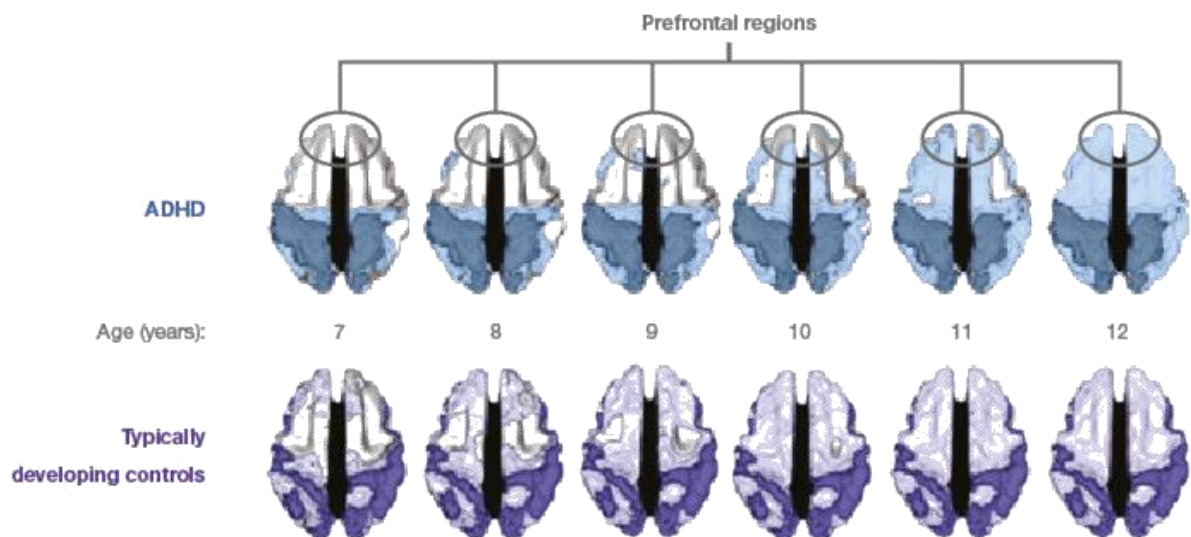 Prefrontal regions
ADHD
Age (years): 7 8 9 10 11 12
Typically
developing controls